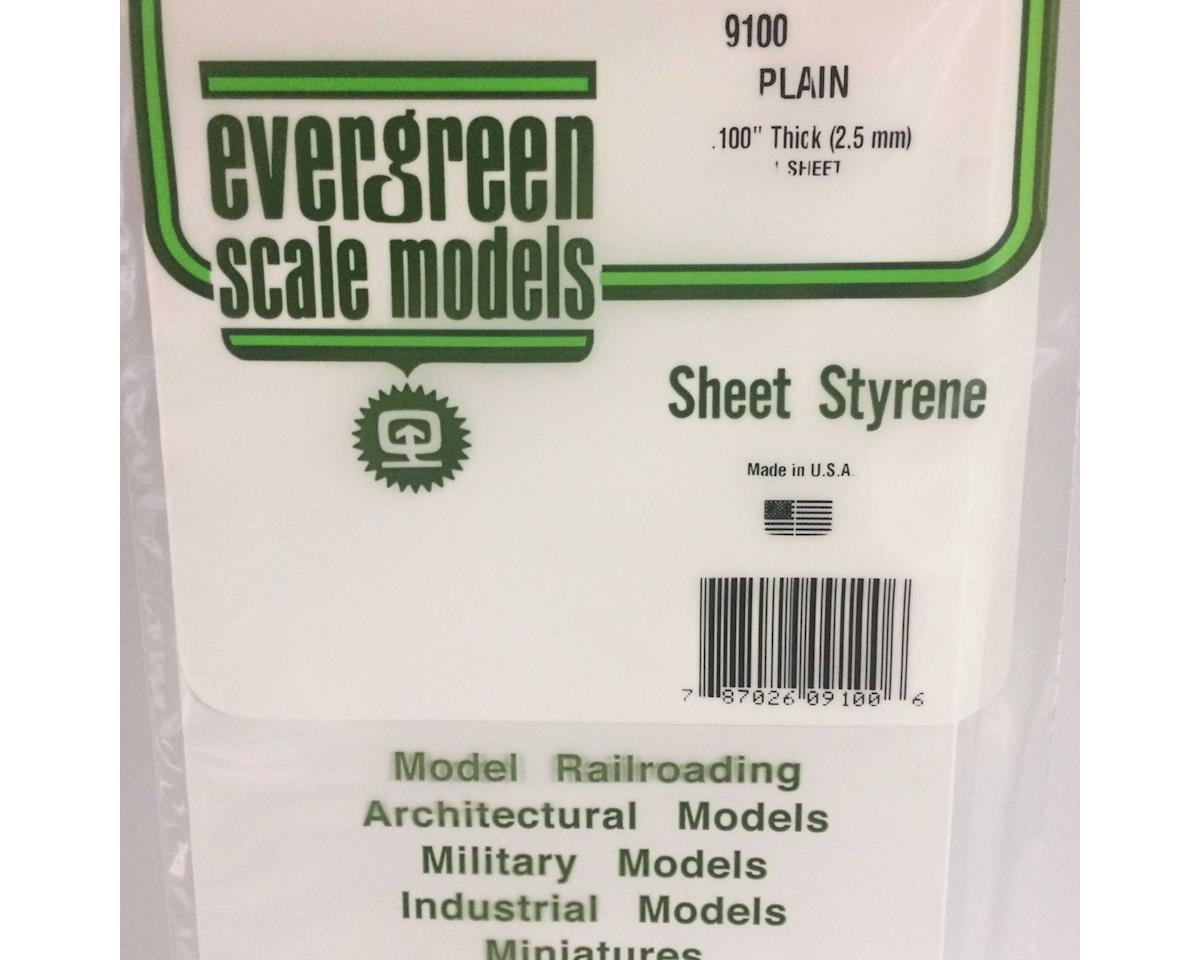 9100
PLAIN
.100" Thick (2.5 mm)
1 SHEET
evergreen
scale models
Sheet Styrene
Made in U.S.A.
7 87026 09100 6
Model Railroading
Architectural Models
Military Models
Industrial Models
Miniatures